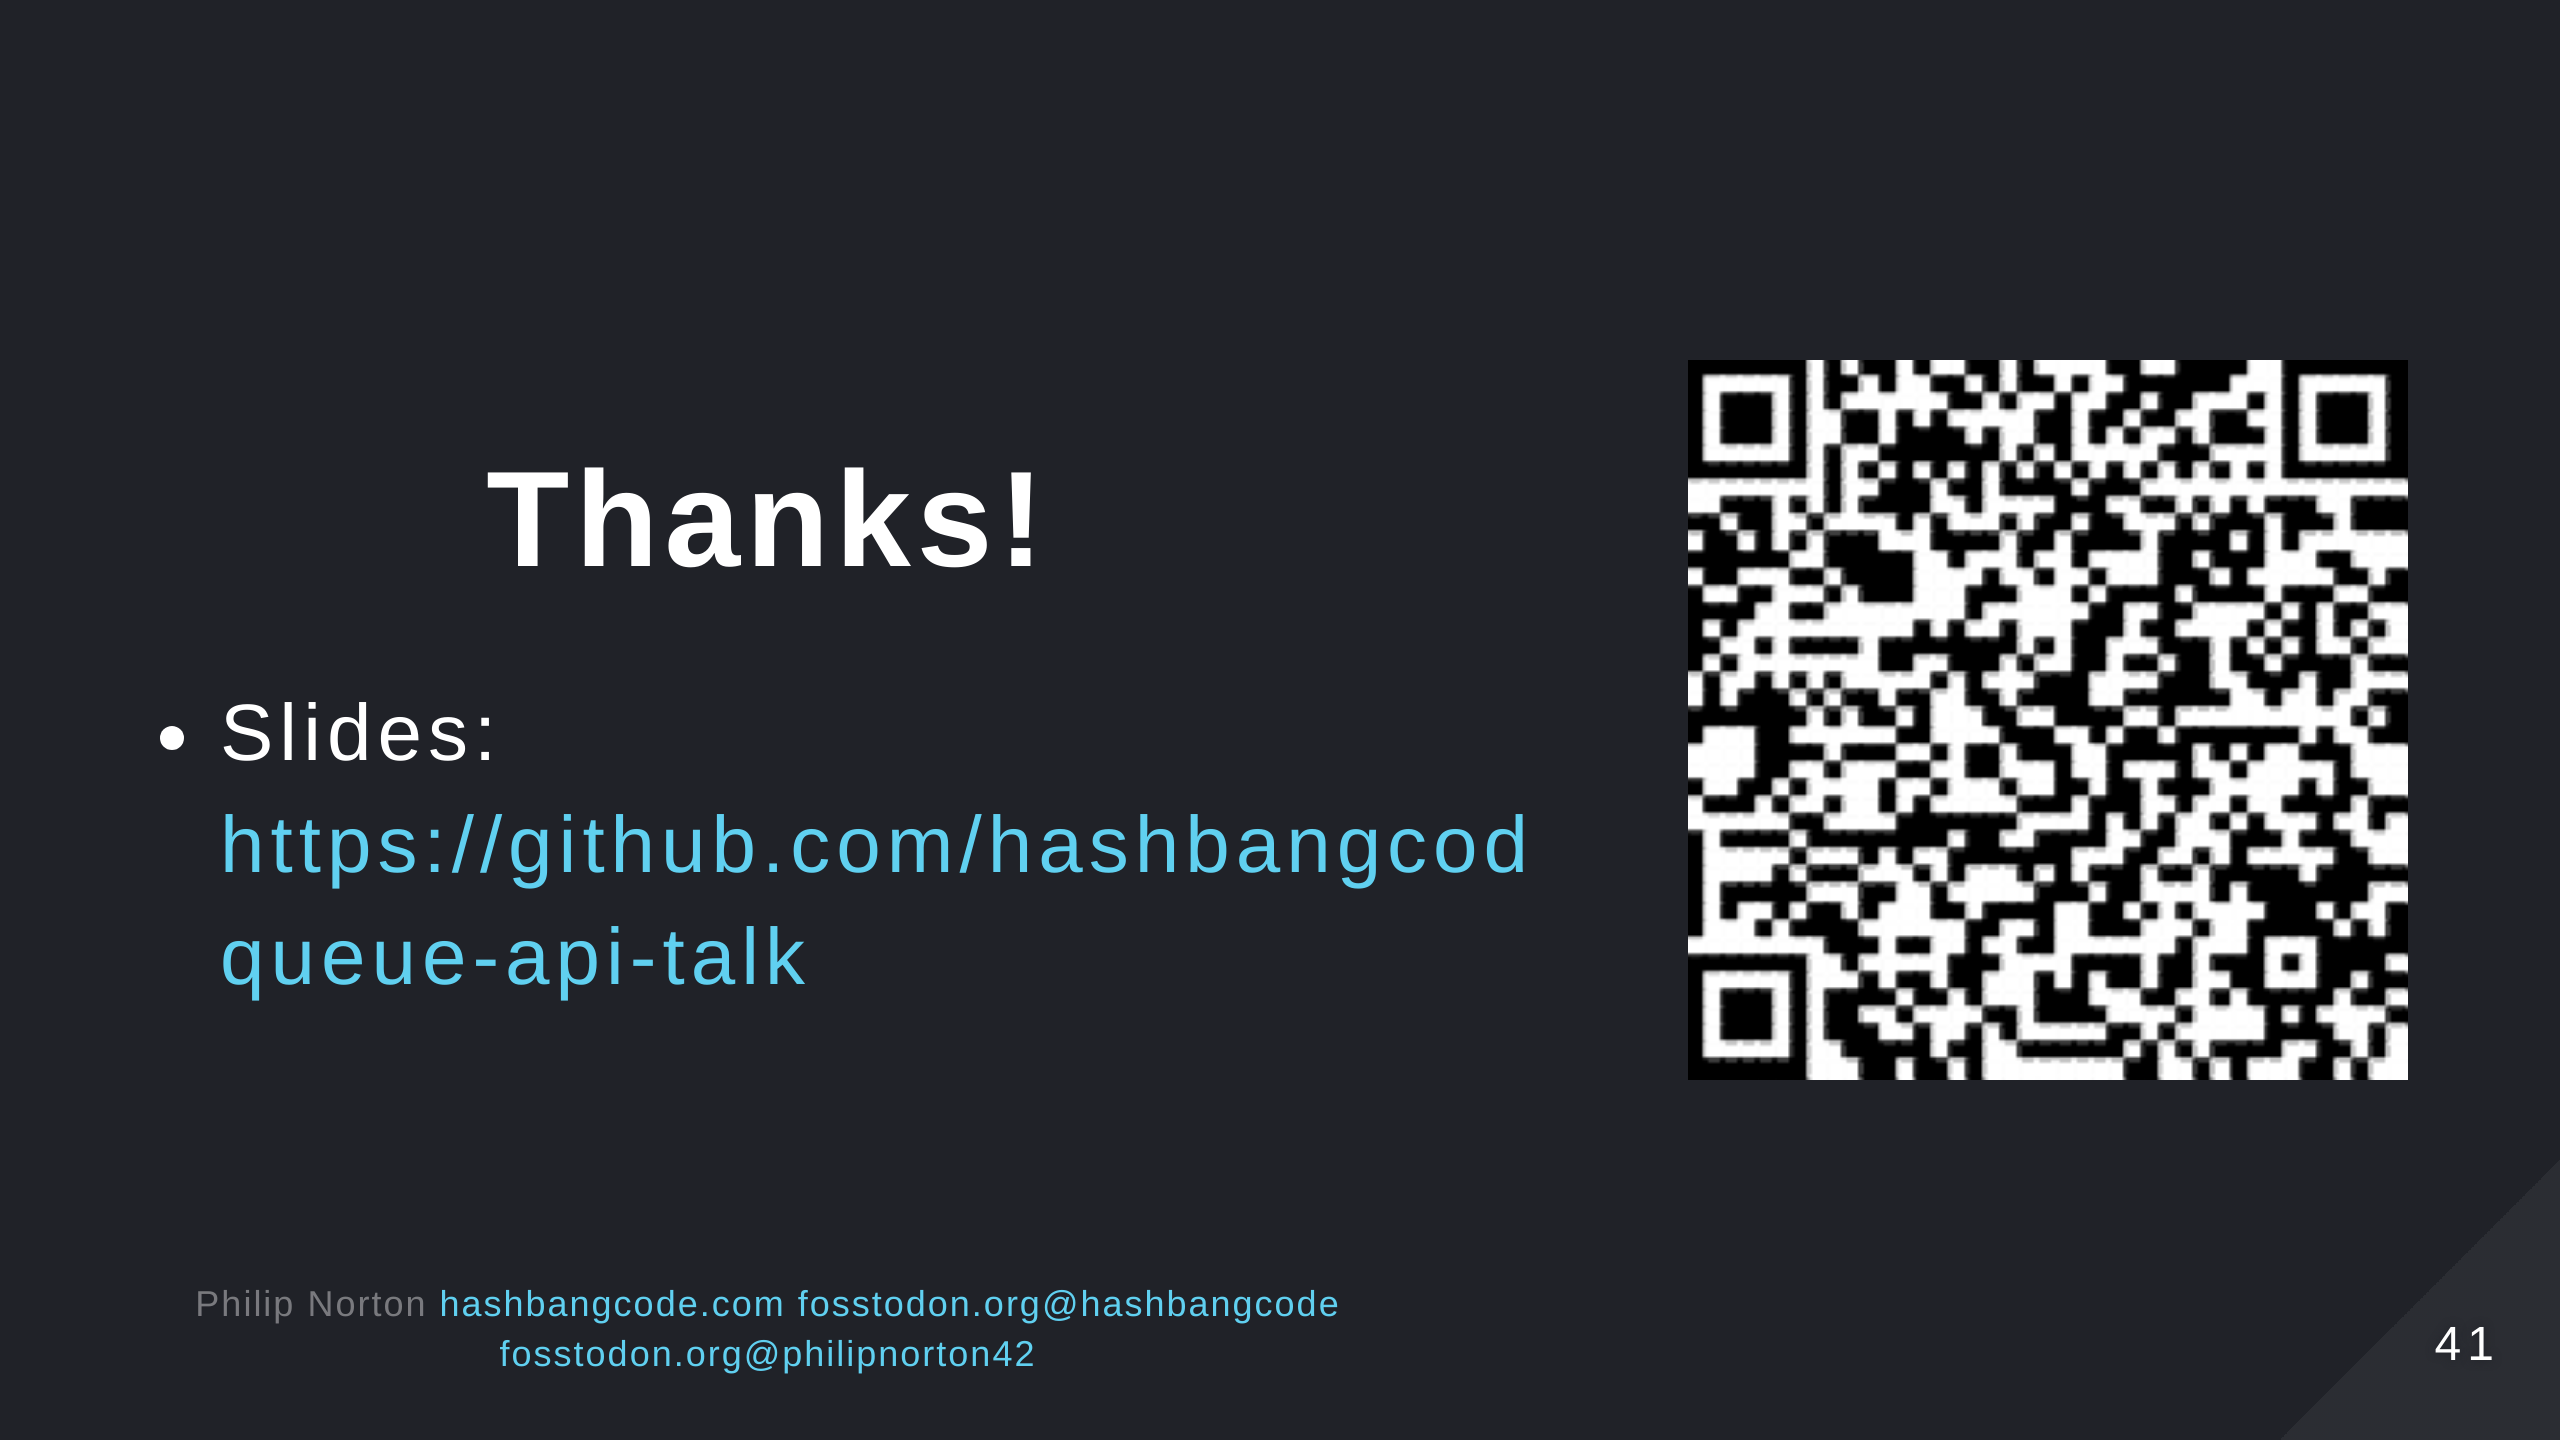 Thanks!
Slides:
https://github.com/hashbangcod
queue-api-talk
Philip Norton hashbangcode.com fosstodon.org@hashbangcode
fosstodon.org@philipnorton42
41